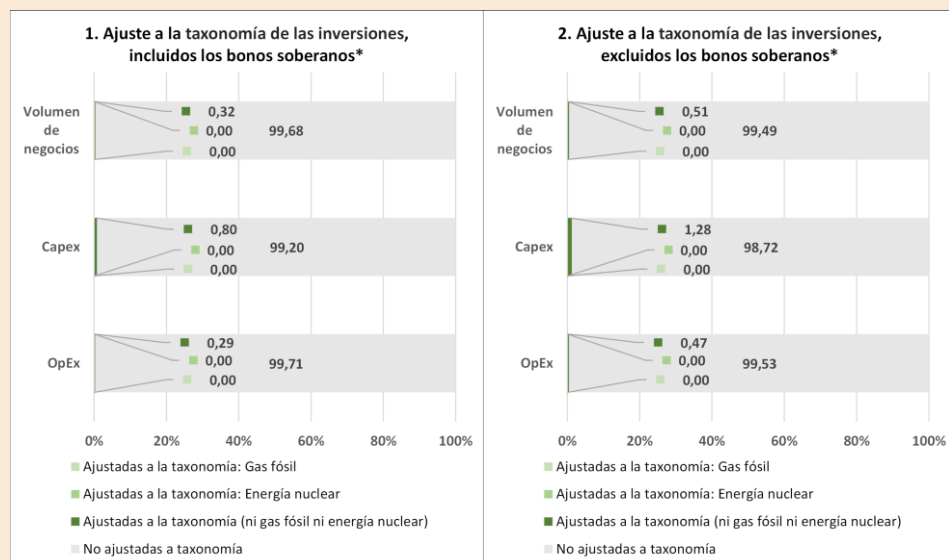 1. Ajuste a la taxonomía de las inversiones,
incluidos los bonos soberanos*
Volumen
de
negocios
0,32
0,00
0,00
99,68
Capex
0,80
0,00
0,00
99,20
OpEx
0,29
0,00
0,00
99,71
0% 20% 40% 60% 80% 100%
Ajustadas a la taxonomía: Gas fósil
Ajustadas a la taxonomía: Energía nuclear
Ajustadas a la taxonomía (ni gas fósil ni energía nuclear)
No ajustadas a taxonomía
2. Ajuste a la taxonomía de las inversiones,
excluidos los bonos soberanos*
Volumen
de
negocios
0,51
0,00
0,00
99,49
Capex
1,28
0,00
0,00
98,72
OpEx
0,47
0,00
0,00
99,53
0% 20% 40% 60% 80% 100%
Ajustadas a la taxonomía: Gas fósil
Ajustadas a la taxonomía: Energía nuclear
Ajustadas a la taxonomía (ni gas fósil ni energía nuclear)
No ajustadas a taxonomía